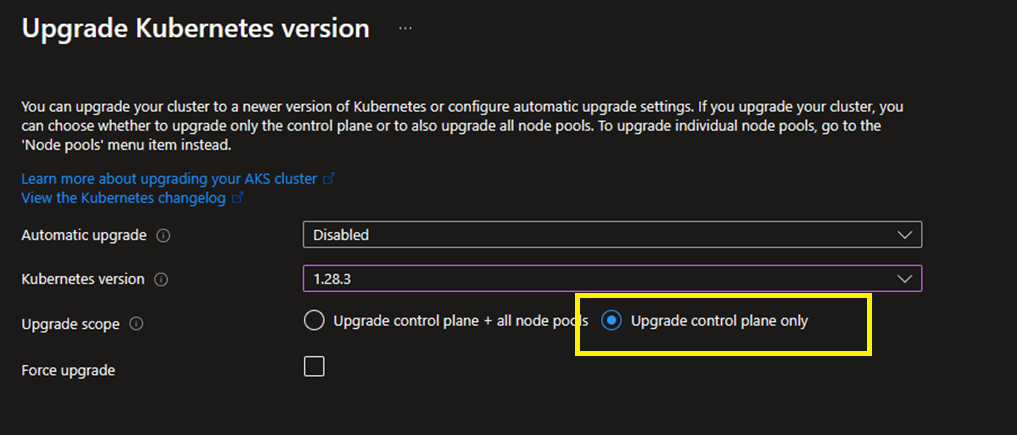 Upgrade Kubernetes version ...
You can upgrade your cluster to a newer version of Kubernetes or configure automatic upgrade settings. If you upgrade your cluster, you
can choose whether to upgrade only the control plane or to also upgrade all node pools. To upgrade individual node pools, go to the
'Node pools' menu item instead.
Learn more about upgrading your AKS cluster
View the Kubernetes changelog
Automatic upgrade Disabled
Kubernetes version 1.28.3
Upgrade scope Upgrade control plane + all node pools Upgrade control plane only
Force upgrade